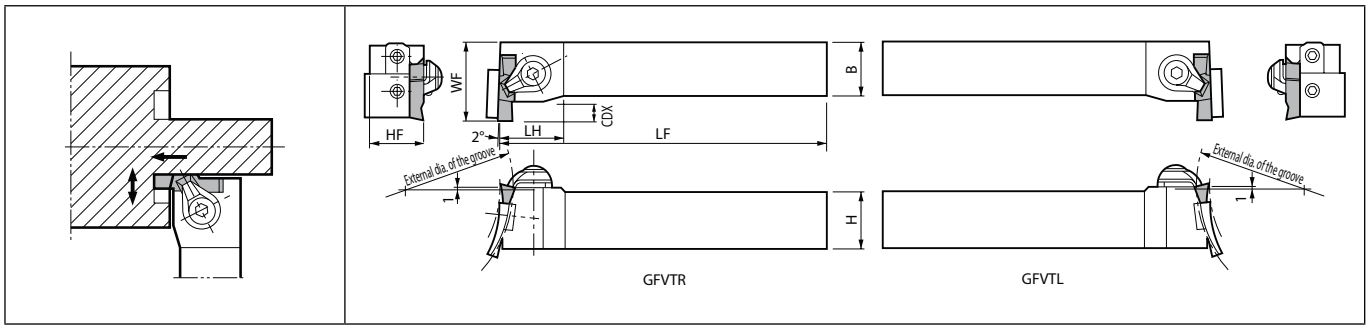 WF
B
CDX
HF
2°
LH
LF
External dia. of the groove
External dia. of the groove
1
1
H
GFVTR
GFVTL